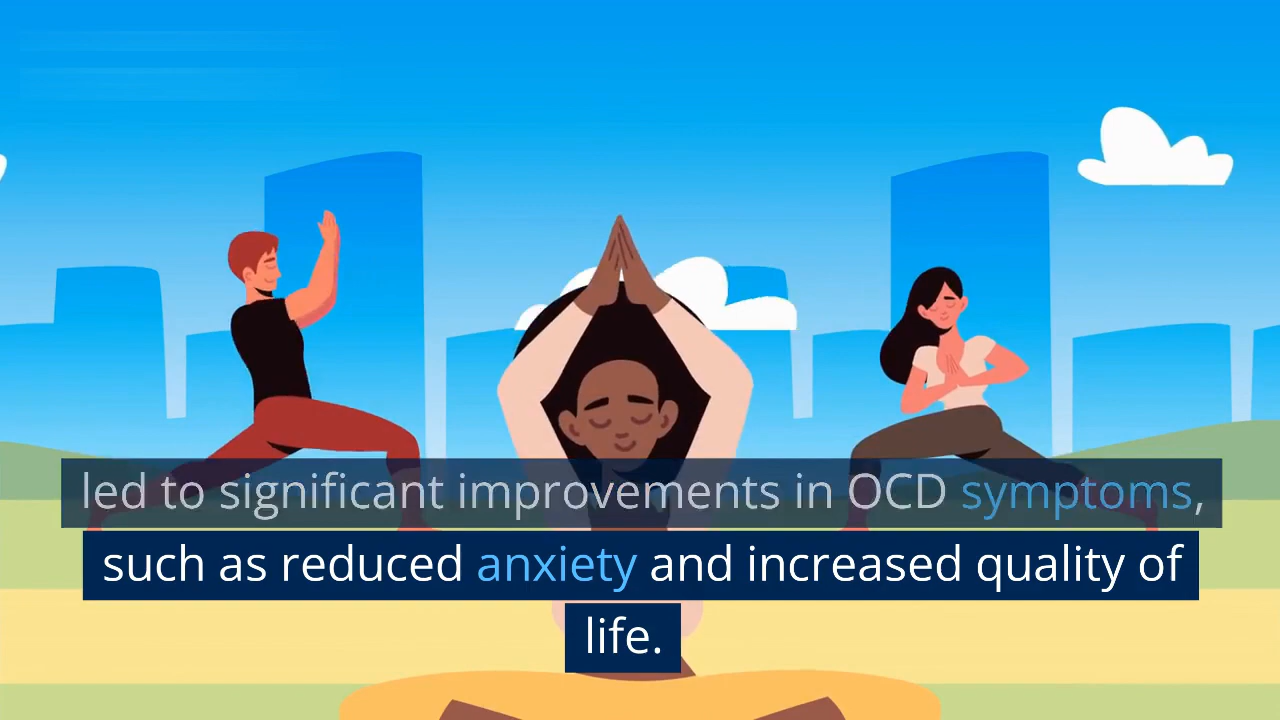 led to significant improvements in OCD symptoms,
such as reduced anxiety and increased quality of
life.